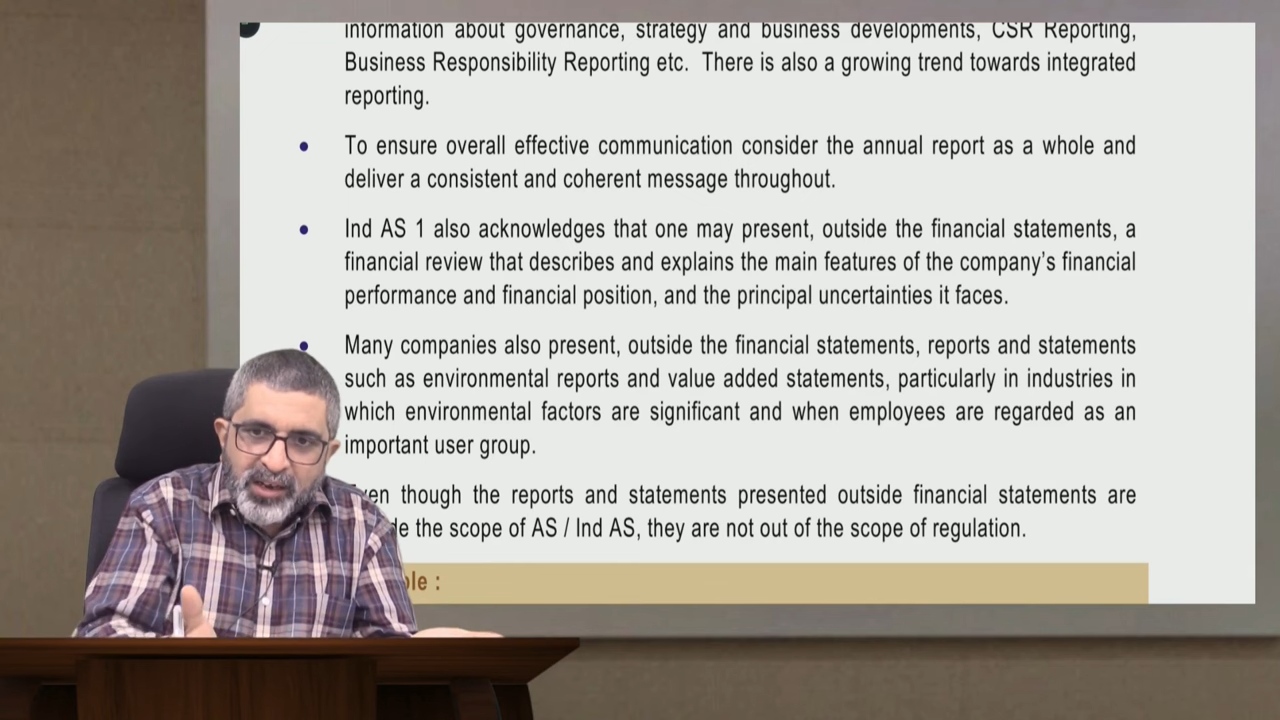 information about governance, strategy and business developments, CSR Reporting,
Business Responsibility Reporting etc. There is also a growing trend towards integrated
reporting.
To ensure overall effective communication consider the annual report as a whole and
deliver a consistent and coherent message throughout.
Ind AS 1 also acknowledges that one may present, outside the financial statements, a
financial review that describes and explains the main features of the company's financial
performance and financial position, and the principal uncertainties it faces.
Many companies also present, outside the financial statements, reports and statements
such as environmental reports and value added statements, particularly in industries in
which environmental factors are significant and when employees are regarded as an
important user group.
though the reports and statements presented outside financial statements are
the scope of AS / Ind AS, they are not out of the scope of regulation.